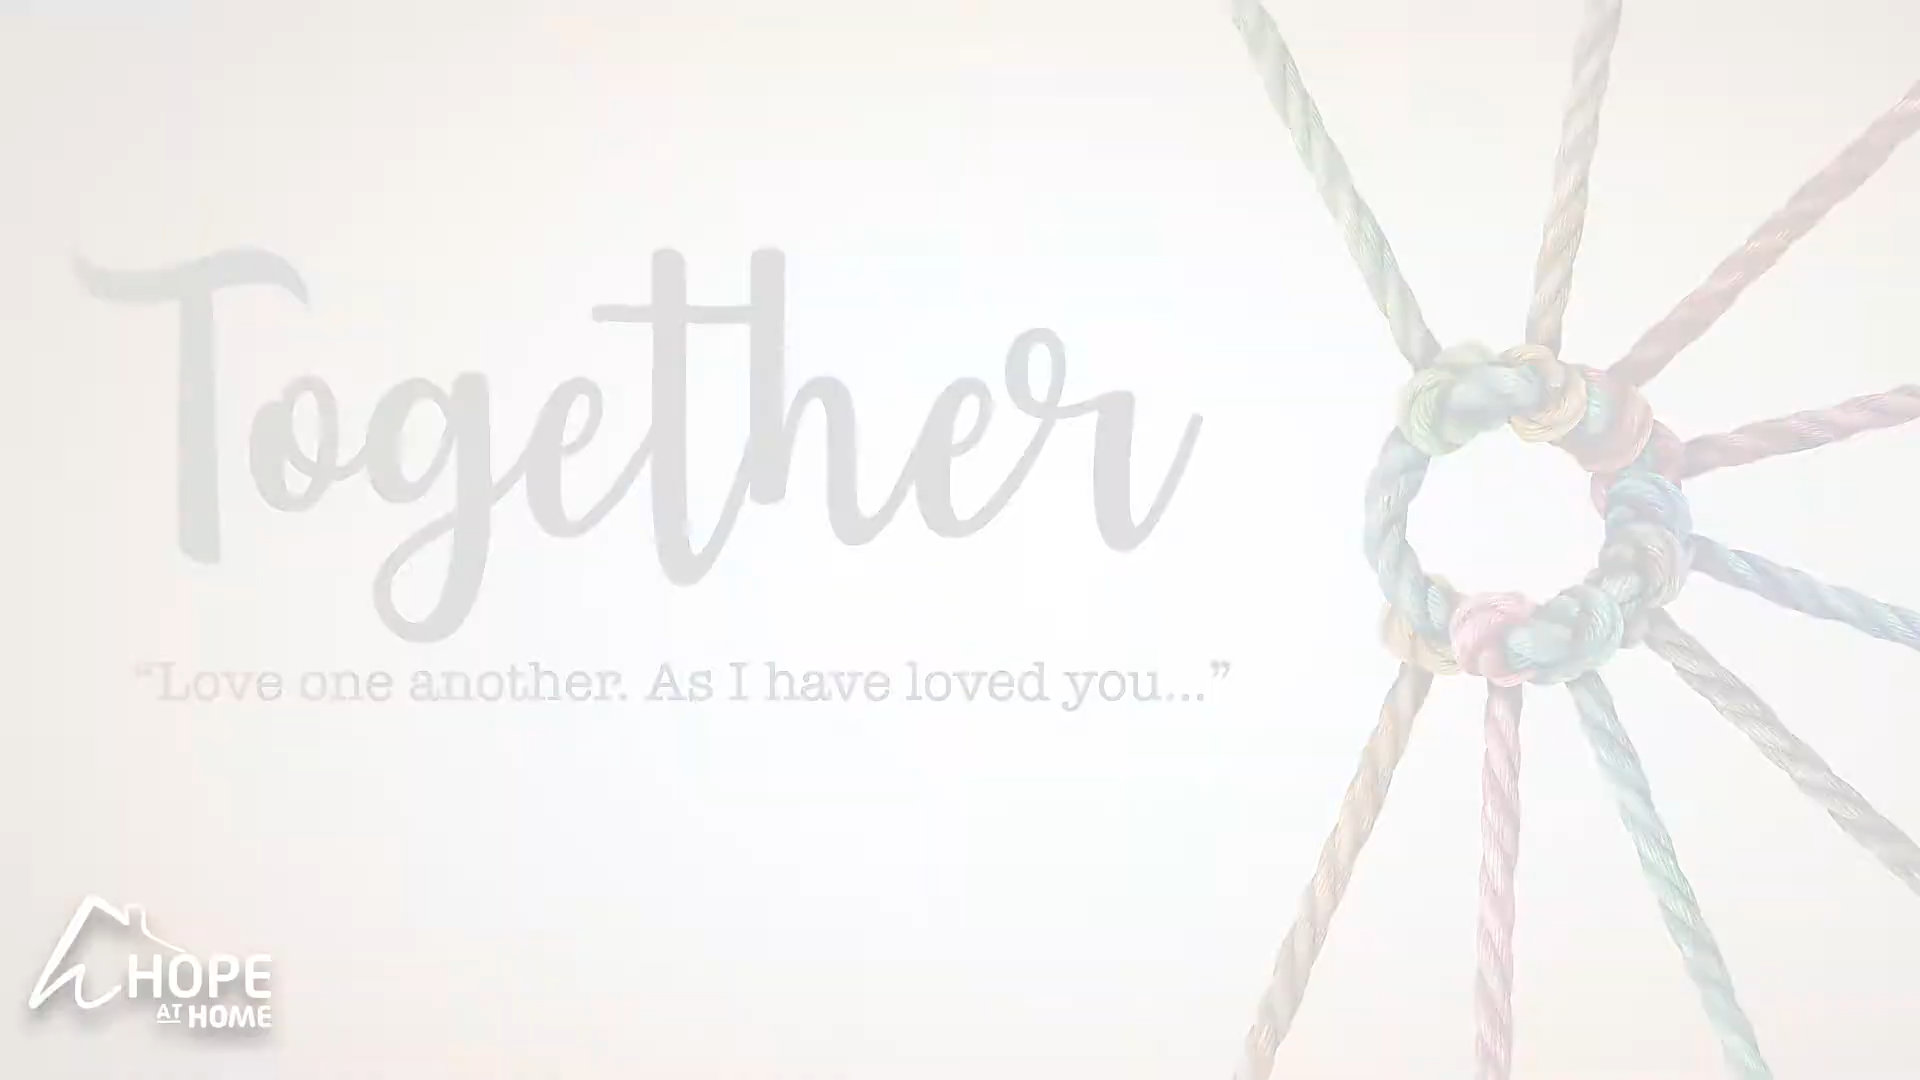 Together
“Love one another. As I have loved you...”
HOPE
AT HOME